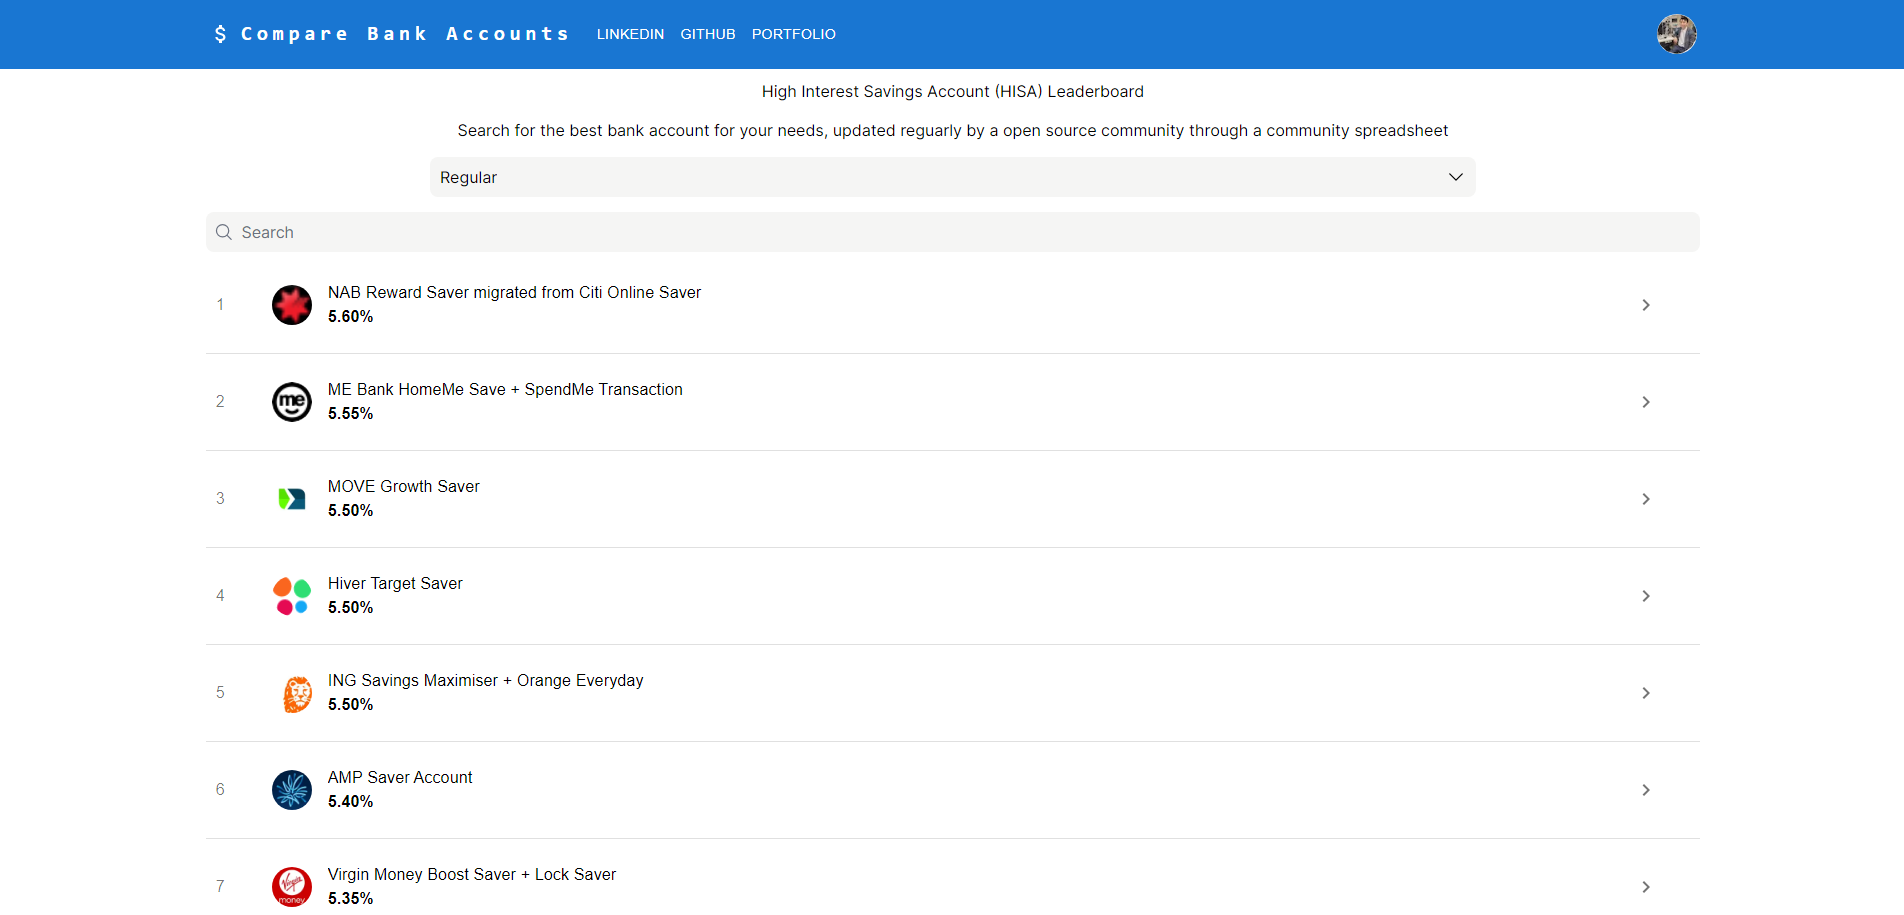 $ Compare Bank Accounts LINKEDIN GITHUB PORTFOLIO
High Interest Savings Account (HISA) Leaderboard
Search for the best bank account for your needs, updated reguarly by a open source community through a community spreadsheet
Regular
Search
1
NAB Reward Saver migrated from Citi Online Saver
5.60%
2
me
ME Bank HomeMe Save + SpendMe Transaction
5.55%
3
MOVE Growth Saver
5.50%
4
Hiver Target Saver
5.50%
5
ING Savings Maximiser + Orange Everyday
5.50%
6
AMP Saver Account
5.40%
7
Virgin
money
Virgin Money Boost Saver + Lock Saver
5.35%